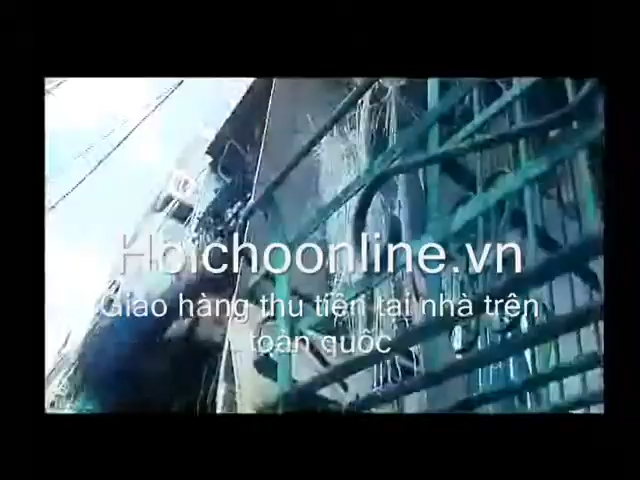 Hoichoonline.vn
Giao hàng thu tiền tại nhà trên
toàn quốc